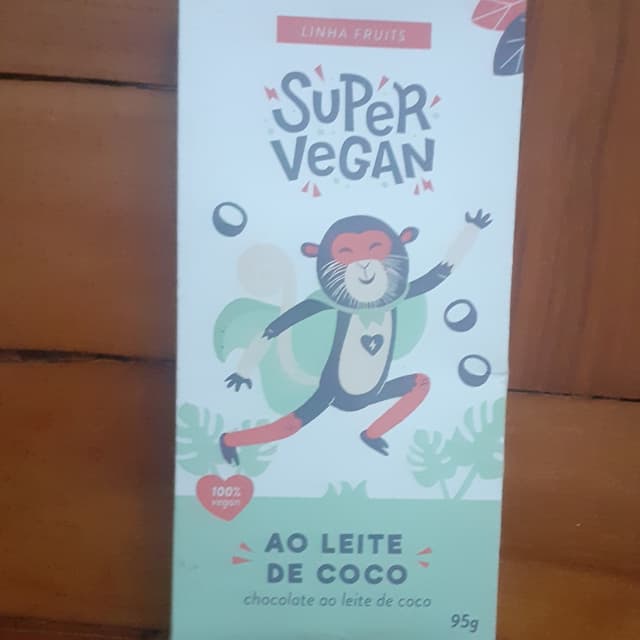 LINHA FRUITS
SUPER
VEGAN
100%
vegan
AO LEITE
DE COCO
chocolate ao leite de coco
95g